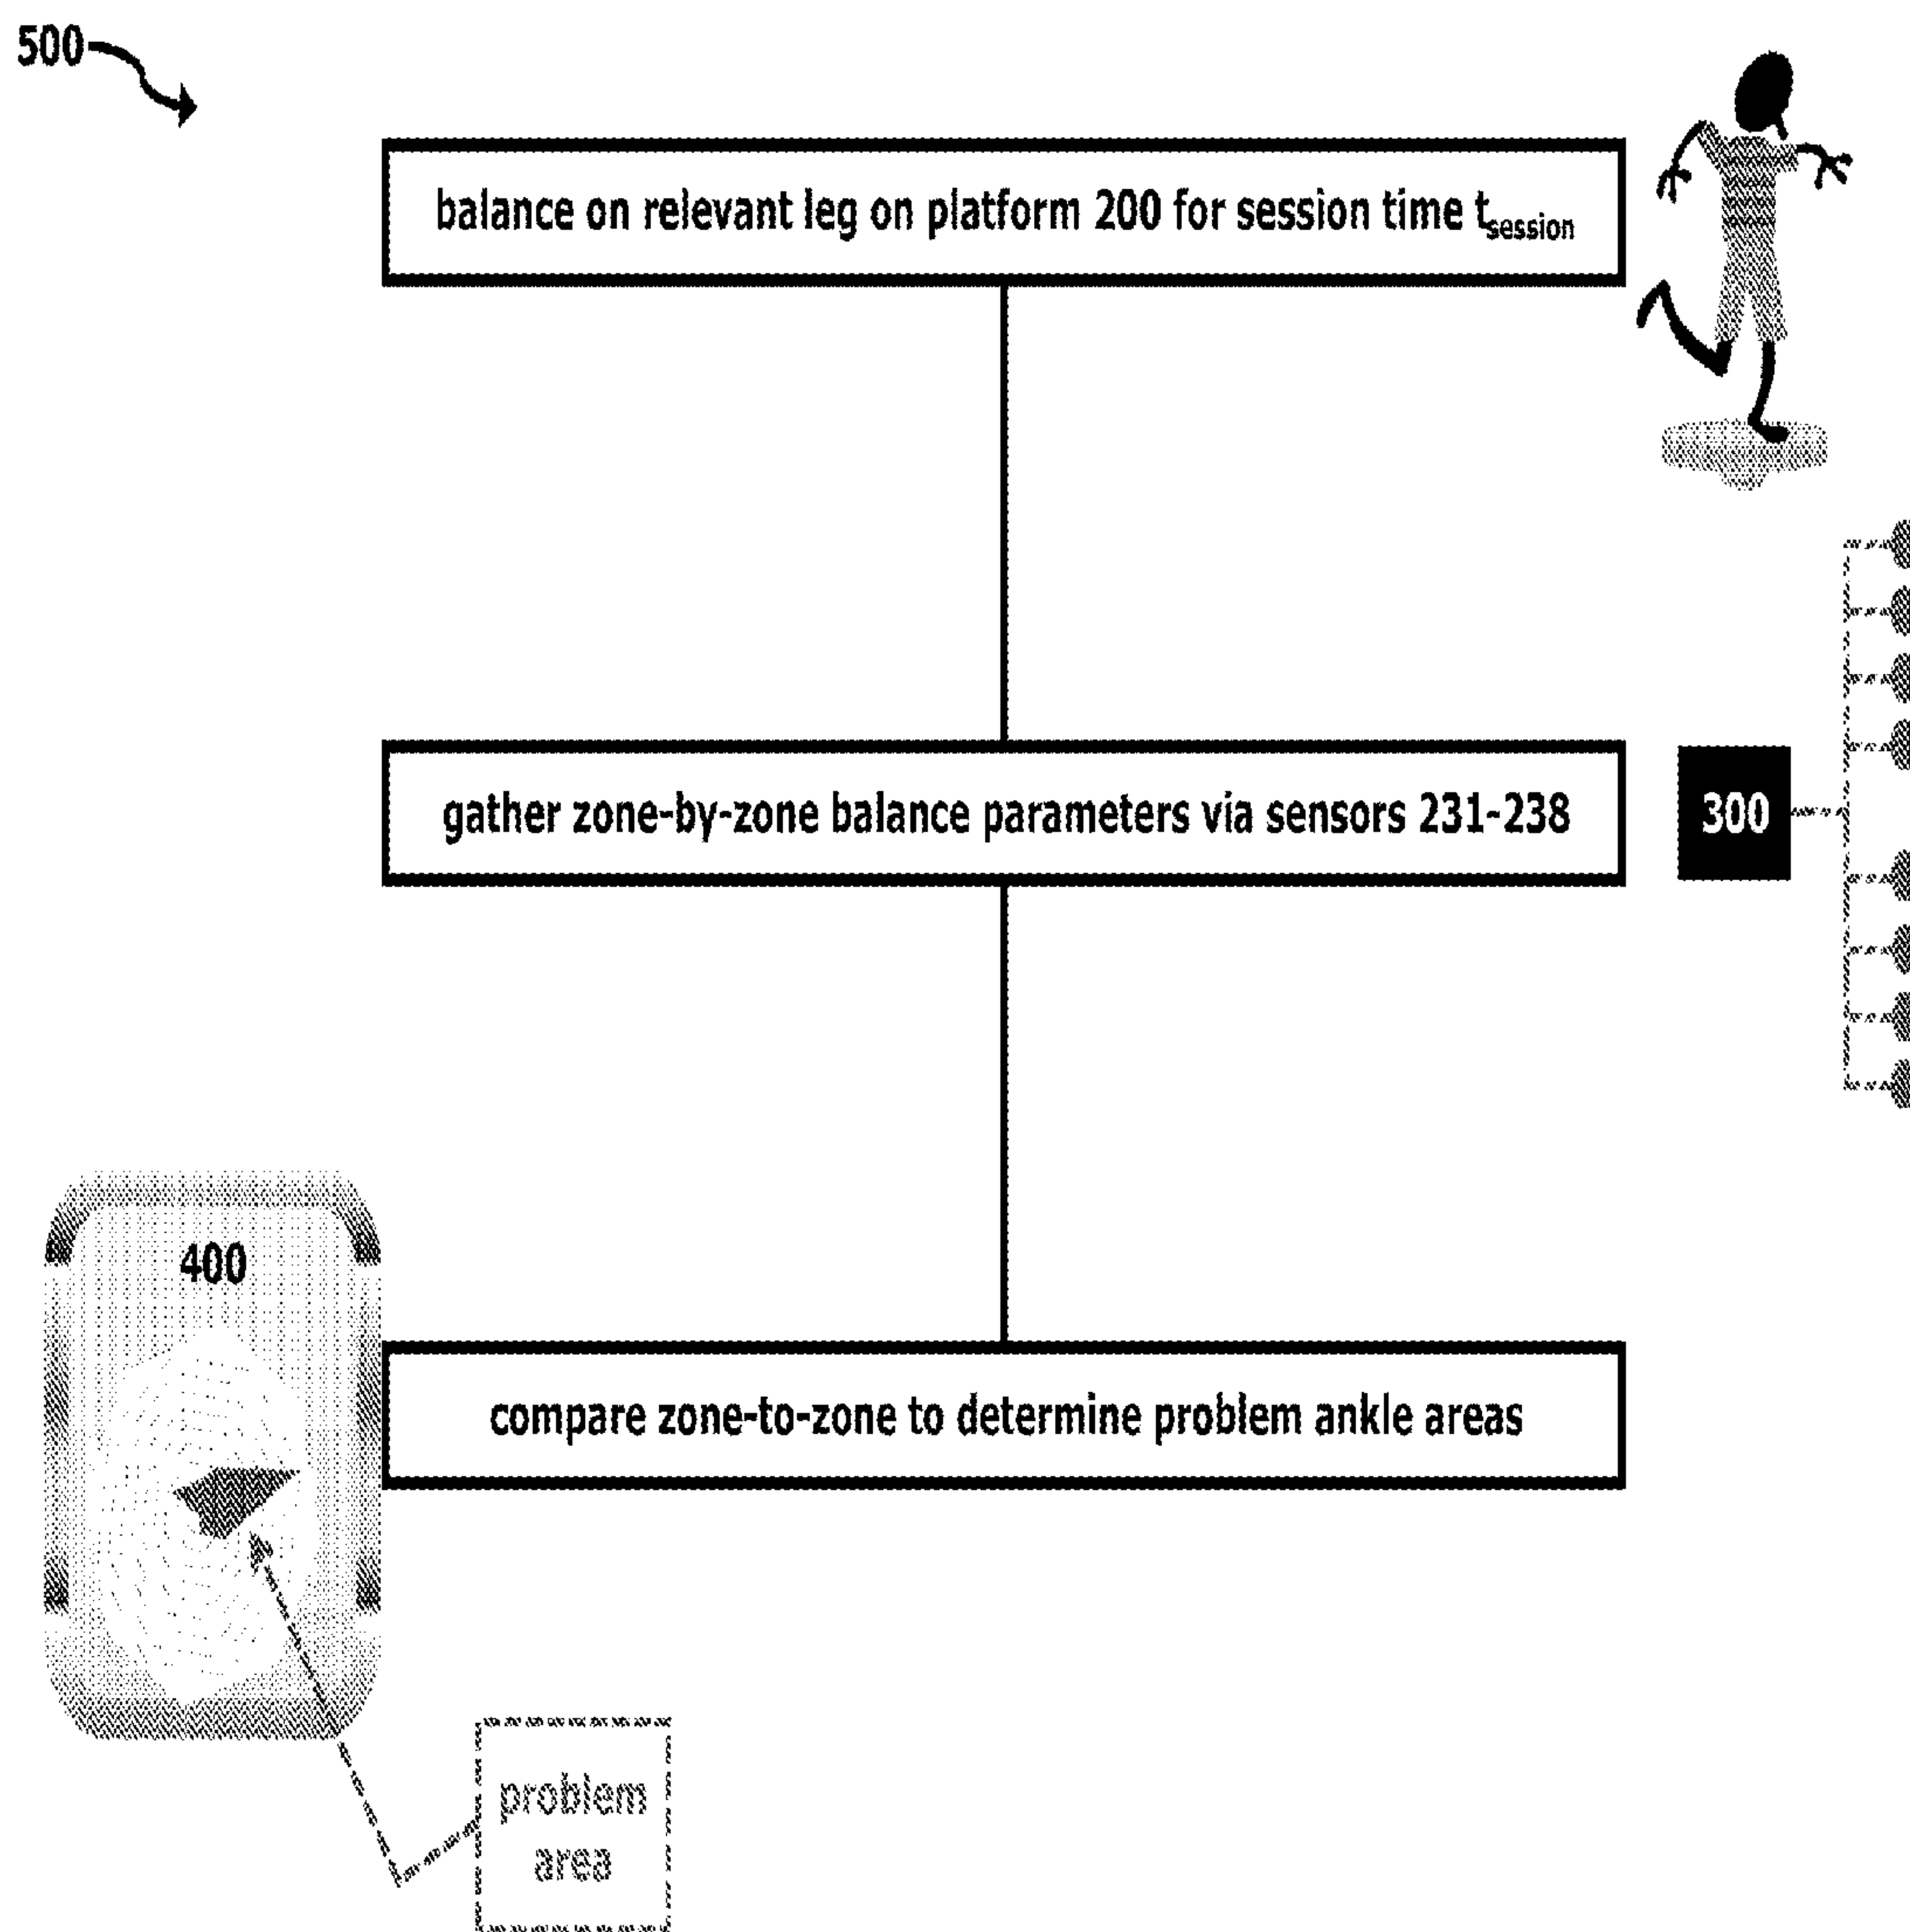 500
balance on relevant leg on platform 200 for session time tsession
gather zone-by-zone balance parameters via sensors 231-238
300
400
compare zone-to-zone to determine problem ankle areas
problem
area